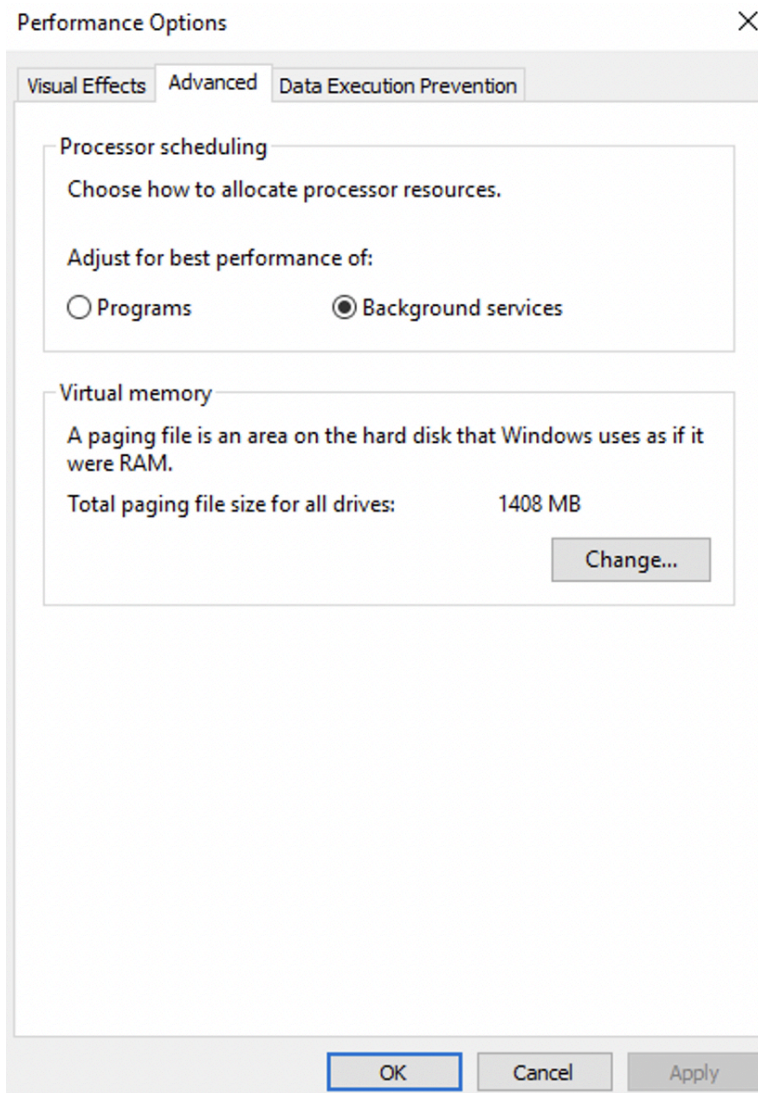 Performance Options
Visual Effects
Advanced
Data Execution Prevention
Processor scheduling
Choose how to allocate processor resources.
Adjust for best performance of:
Programs
Background services
Virtual memory
A paging file is an area on the hard disk that Windows uses as if it
were RAM.
Total paging file size for all drives: 1408 MB
Change...
OK
Cancel
Apply